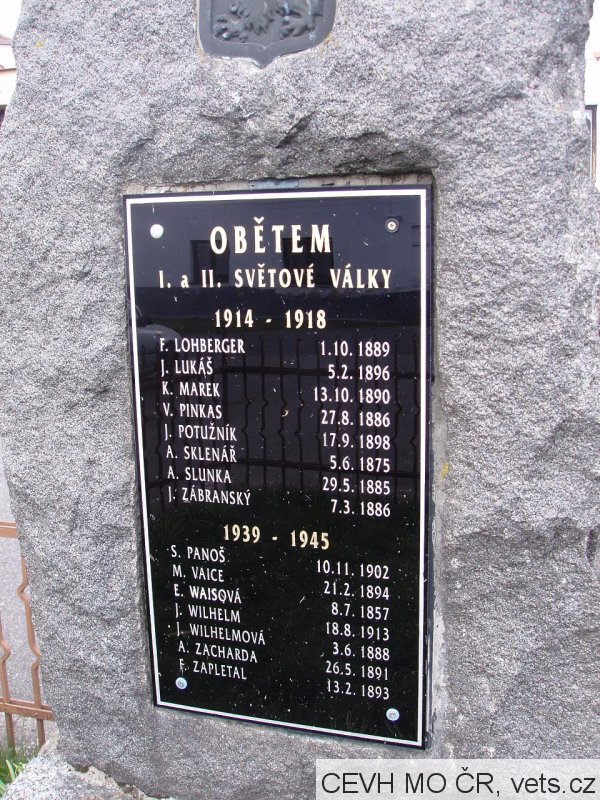 OBĚTEM
I. a II. SVĚTOVÉ VÁLKY
1914 - 1918
F. LOHBERGER 1.10. 1889
J. LUKÁŠ 5.2. 1896
K. MAREK 13.10. 1890
V. PINKAS 27.8. 1886
J. POTUŽNÍK 17.9. 1898
A. SKLENÁŘ 5.6. 1875
A. SLUNKA 29.5. 1885
J. ZÁBRANSKÝ 7.3. 1886
1939 - 1945
S. PANOŠ 10.11. 1902
M. VAICE 21.2. 1894
E. WAISOVÁ 8.7. 1857
J. WILHELM 18.8. 1913
J. WILHELMOVÁ 3.6. 1888
A. ZACHARDA 26.5. 1891
F. ZAPLETAL 13.2. 1893
CEVH MO ČR, vets.cz